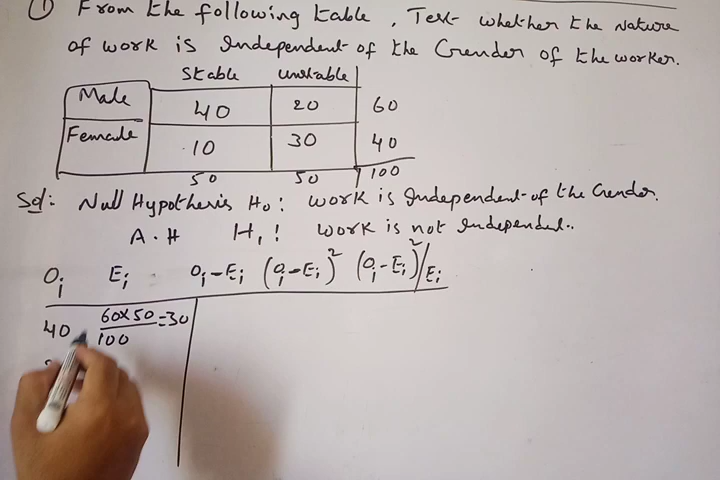 ① From the following table, Test whether the Nature
of work is Independent of the Gender of the worker.
stable unstable
Male 40 20 60
Female 10 30 40
50 50 100
Sol: Null Hypothesis H₀: work is Independent of the Gender.
A.H H₁! work is not Independent..
Oᵢ Eᵢ Oᵢ-Eᵢ (Oᵢ-Eᵢ)² (Oᵢ-Eᵢ)²/Eᵢ
40 60×50/100=30